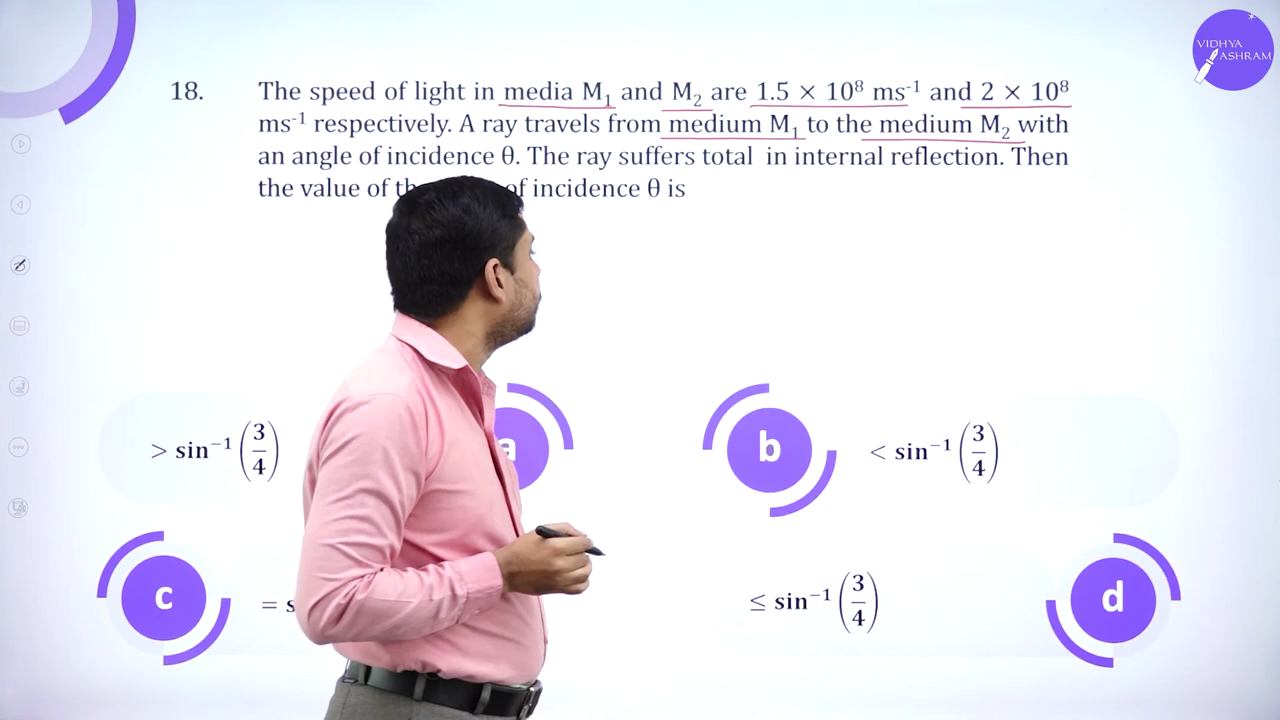 VIDHYA
ASHRAM
18. The speed of light in media M₁ and M₂ are 1.5 × 10⁸ ms⁻¹ and 2 × 10⁸
ms⁻¹ respectively. A ray travels from medium M₁ to the medium M₂ with
an angle of incidence θ. The ray suffers total in internal reflection. Then
the value of of incidence θ is
> sin⁻¹ (3/4) a
b < sin⁻¹ (3/4)
c =
≤ sin⁻¹ (3/4) d